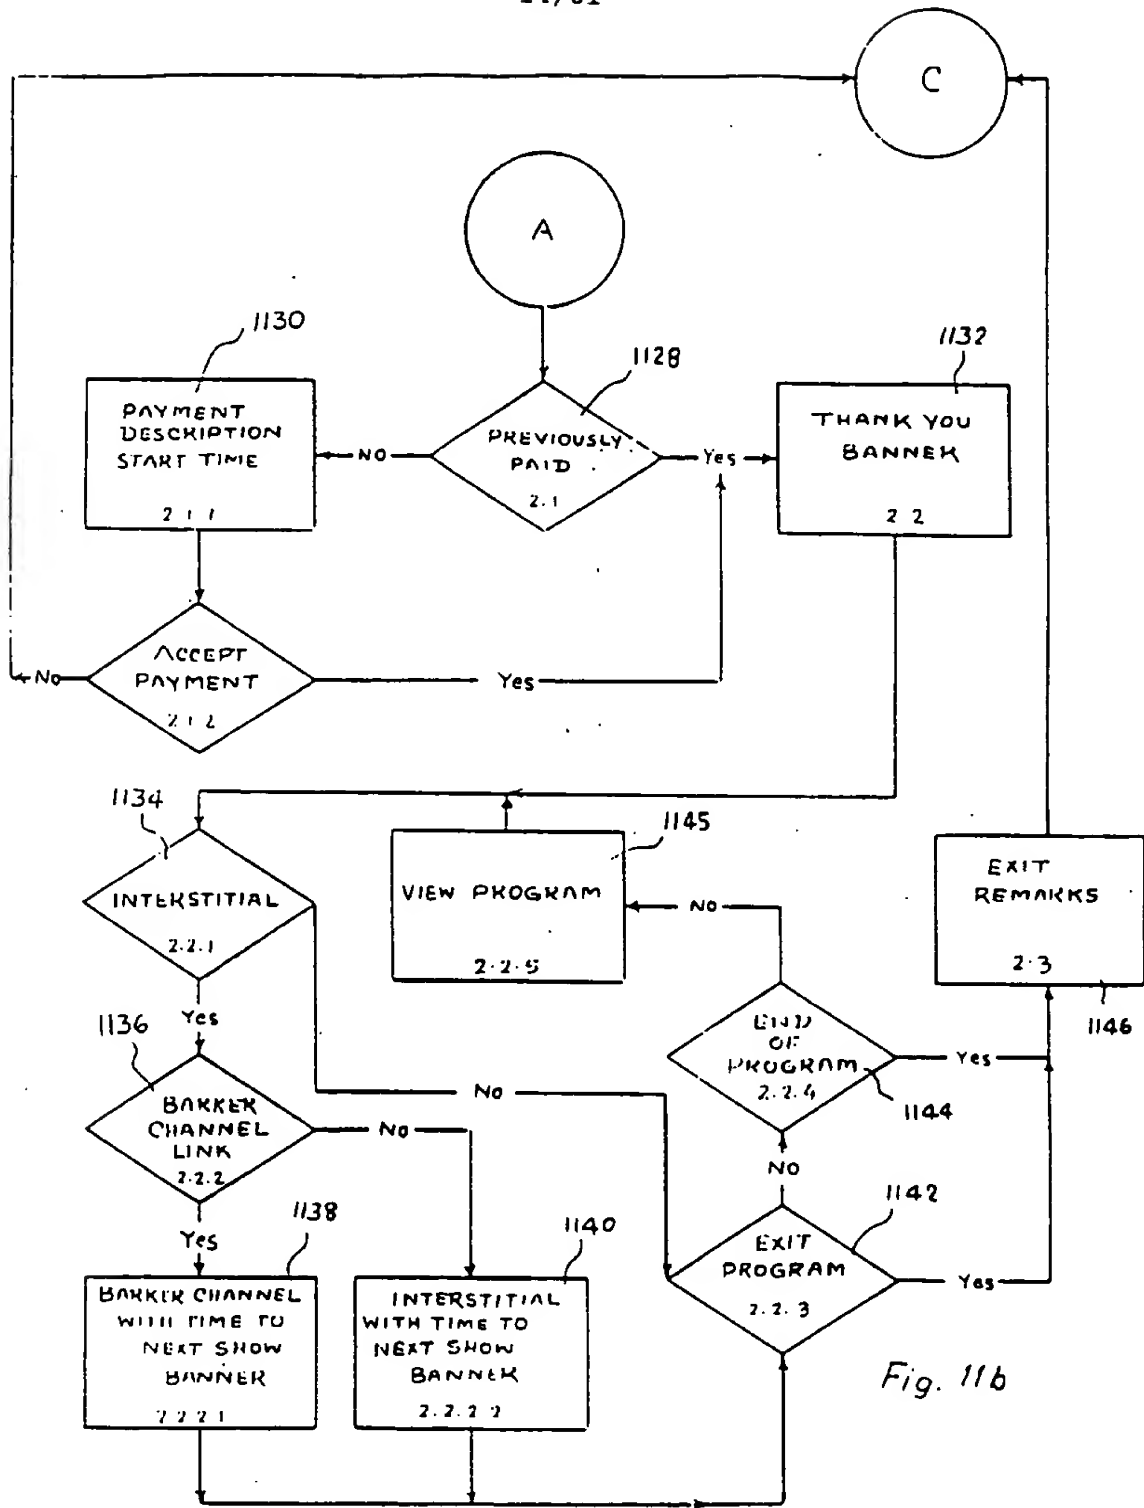 C
A
1130
1128
1132
PAYMENT
DESCRIPTION
START TIME
2 1 1
NO
PREVIOUSLY
PAID
2.1
Yes
THANK YOU
BANNER
2 2
ACCEPT
PAYMENT
2 1 2
No
Yes
1134
INTERSTITIAL
2.2.1
Yes
No
1145
VIEW PROGRAM
2.2.5
NO
EXIT
REMARKS
2.3
1146
END
OF
PROGRAM
2.2.4
1144
Yes
NO
1136
BARKER
CHANNEL
LINK
2.2.2
No
Yes
1142
EXIT
PROGRAM
2.2.3
Yes
1138
BARKER CHANNEL
WITH TIME TO
NEXT SHOW
BANNER
2 2 2 1
1140
INTERSTITIAL
WITH TIME TO
NEXT SHOW
BANNER
2.2.2 2
Fig. 11b